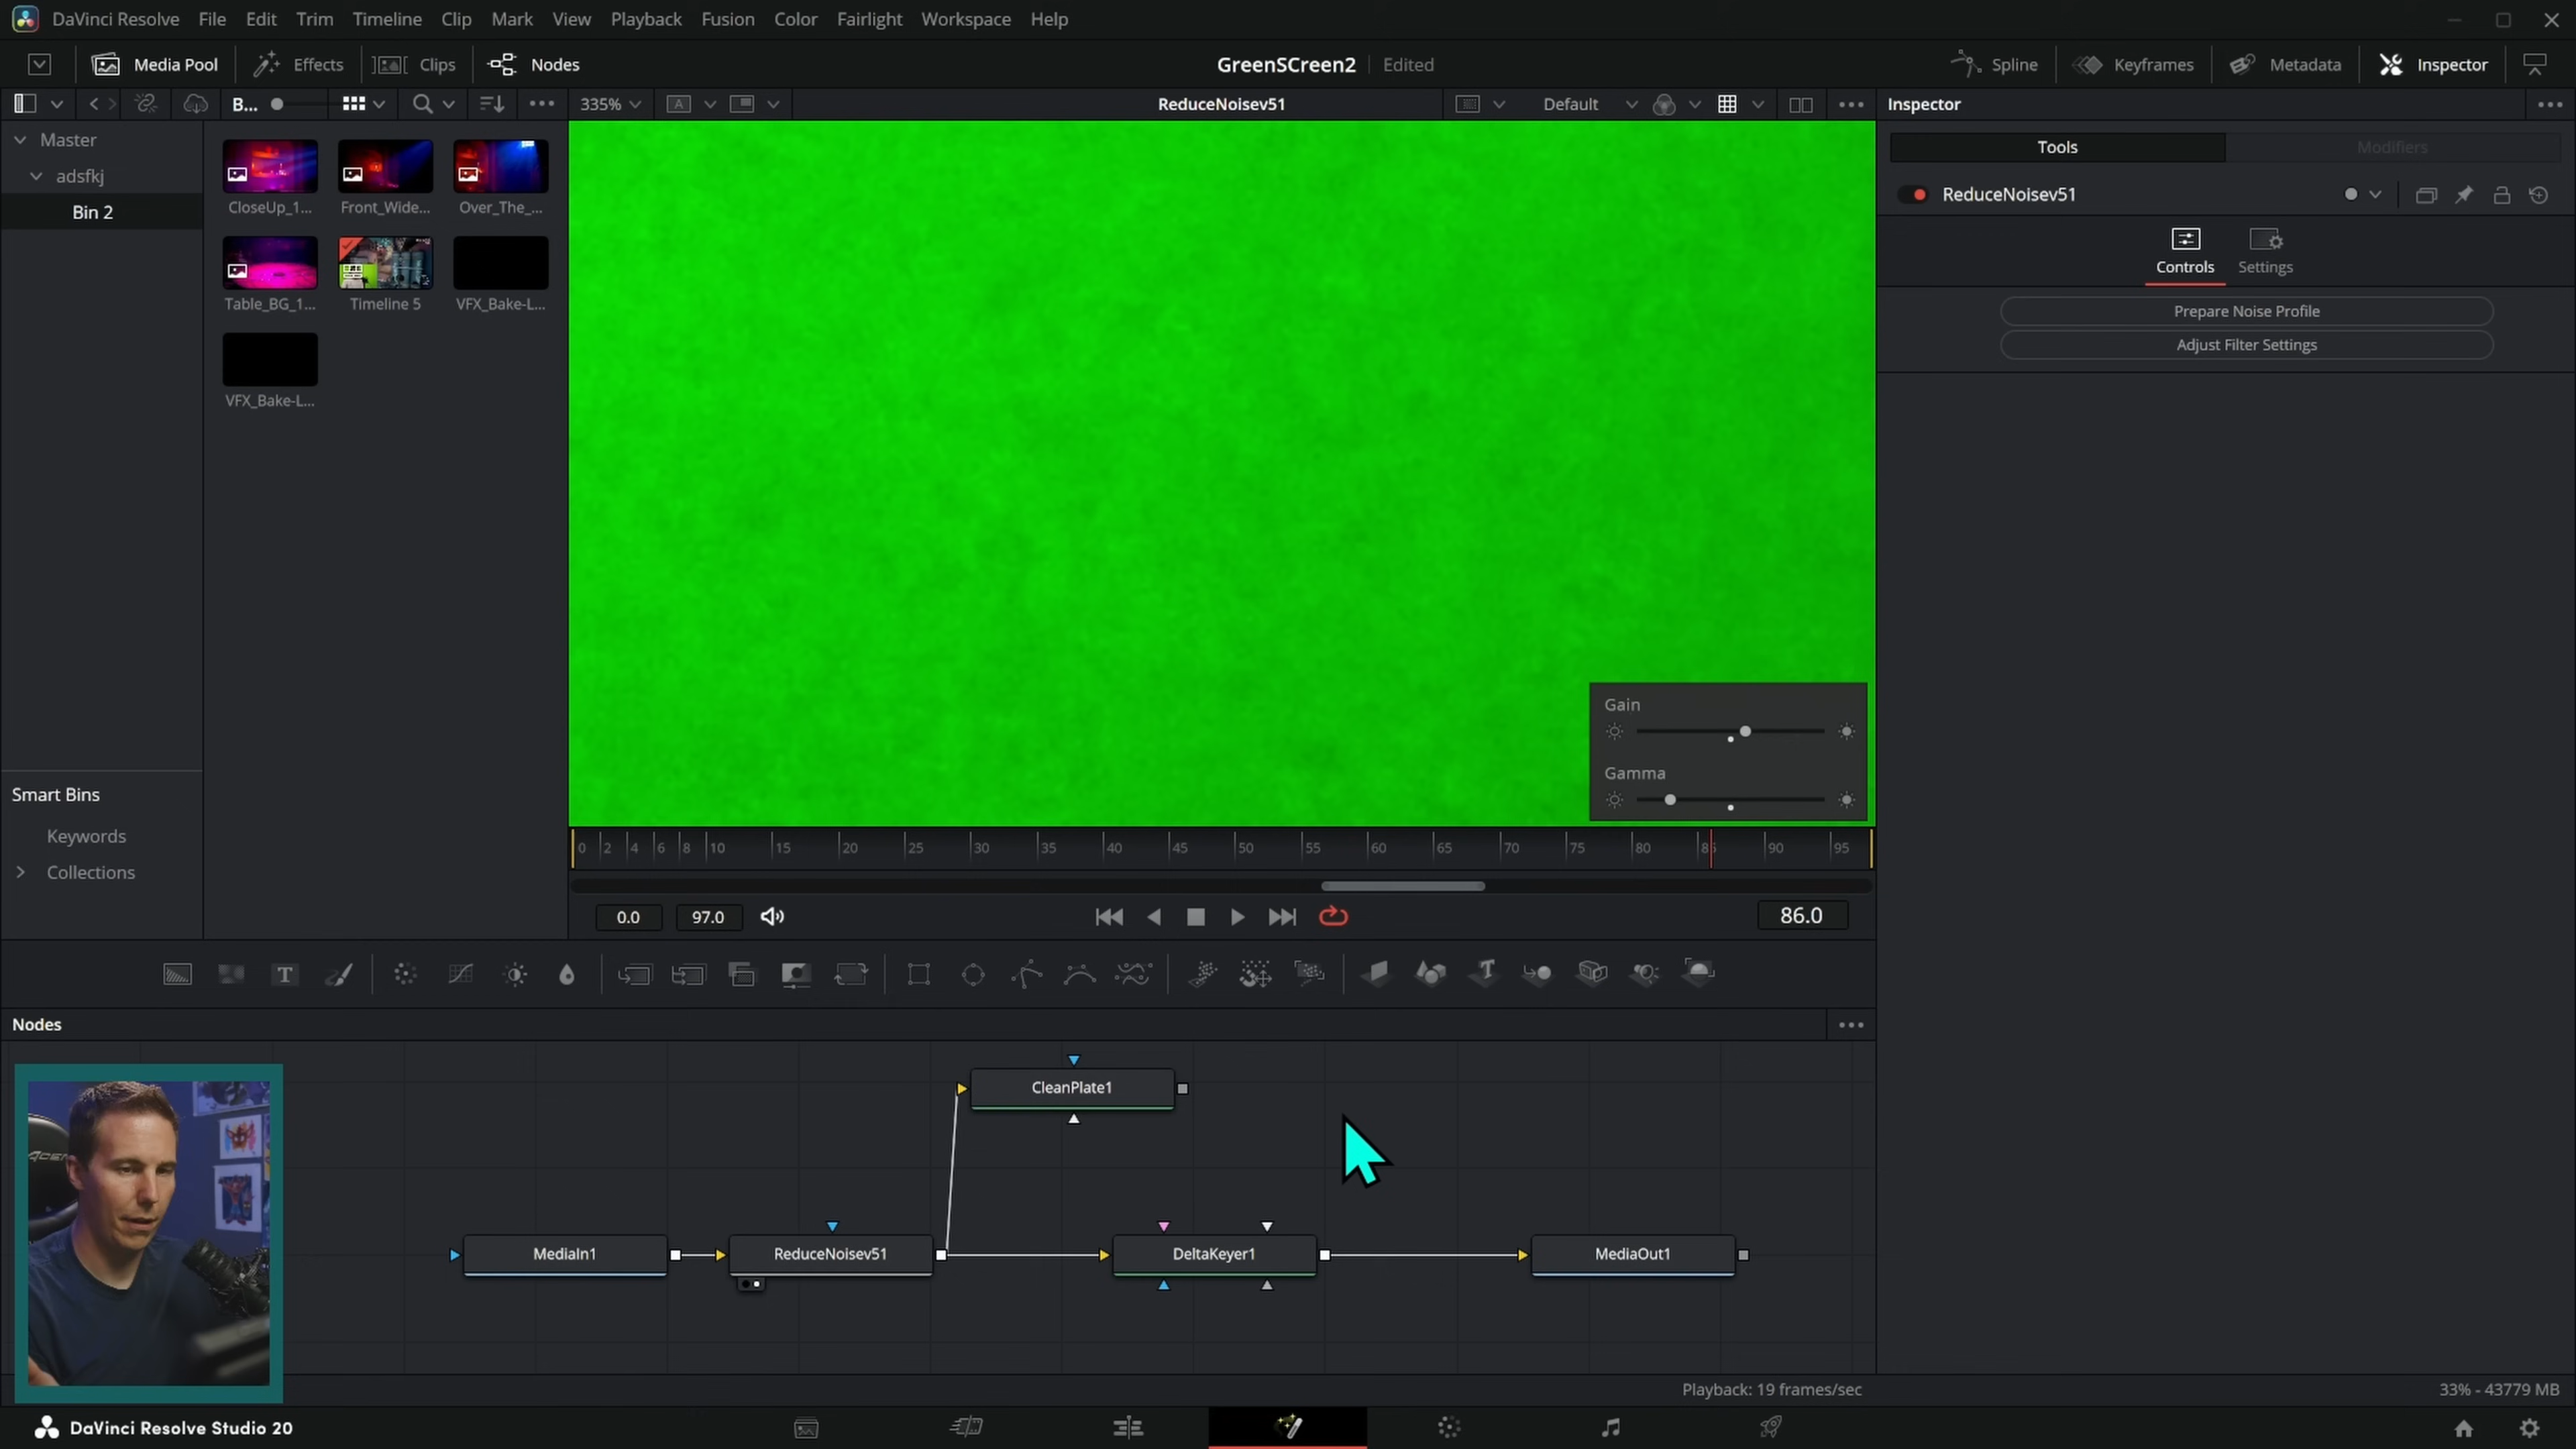 DaVinci Resolve File Edit Trim Timeline Clip Mark View Playback Fusion Color Fairlight Workspace Help
Media Pool Effects Clips Nodes GreenSCreen2 Edited Spline Keyframes Metadata Inspector
B... 335% A ReduceNoisev51 Default Inspector
Master
adsfkj
Bin 2
CloseUp_1... Front_Wide... Over_The_...
Table_BG_1... Timeline 5 VFX_Bake-L...
VFX_Bake-L...
Tools Modifiers
ReduceNoisev51
Controls Settings
Prepare Noise Profile
Adjust Filter Settings
Gain
Gamma
Smart Bins
Keywords
Collections
0 2 4 6 8 10 15 20 25 30 35 40 45 50 55 60 65 70 75 80 85 90 95
0.0 97.0 86.0
T T
Nodes
CleanPlate1
MediaIn1 ReduceNoisev51 DeltaKeyer1 MediaOut1
Playback: 19 frames/sec 33% - 43779 MB
DaVinci Resolve Studio 20